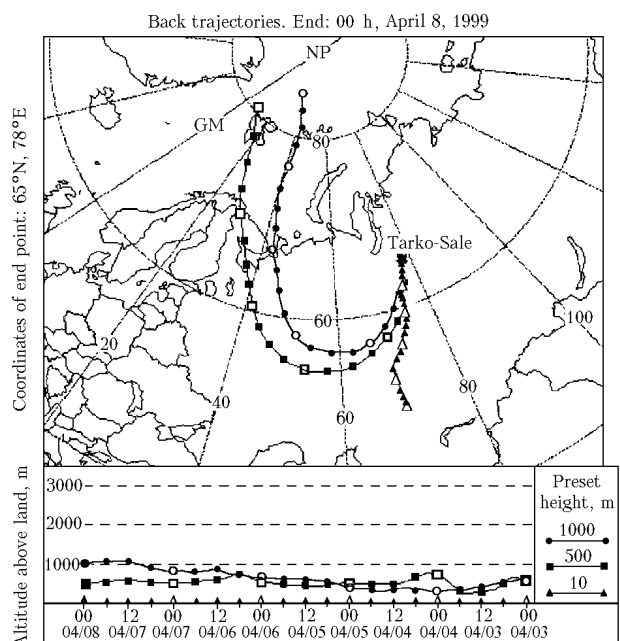 Back trajectories. End: 00 h, April 8, 1999
Coordinates of end point: 65°N, 78°E
NP
GM
80
Tarko-Sale
60
100
20
40
60
80
Altitude above land, m
3000
2000
1000
Preset
height, m
1000
500
10
00 12 00 12 00 12 00 12 00 12 00
04/08 04/07 04/07 04/06 04/06 04/05 04/05 04/04 04/04 04/03 04/03